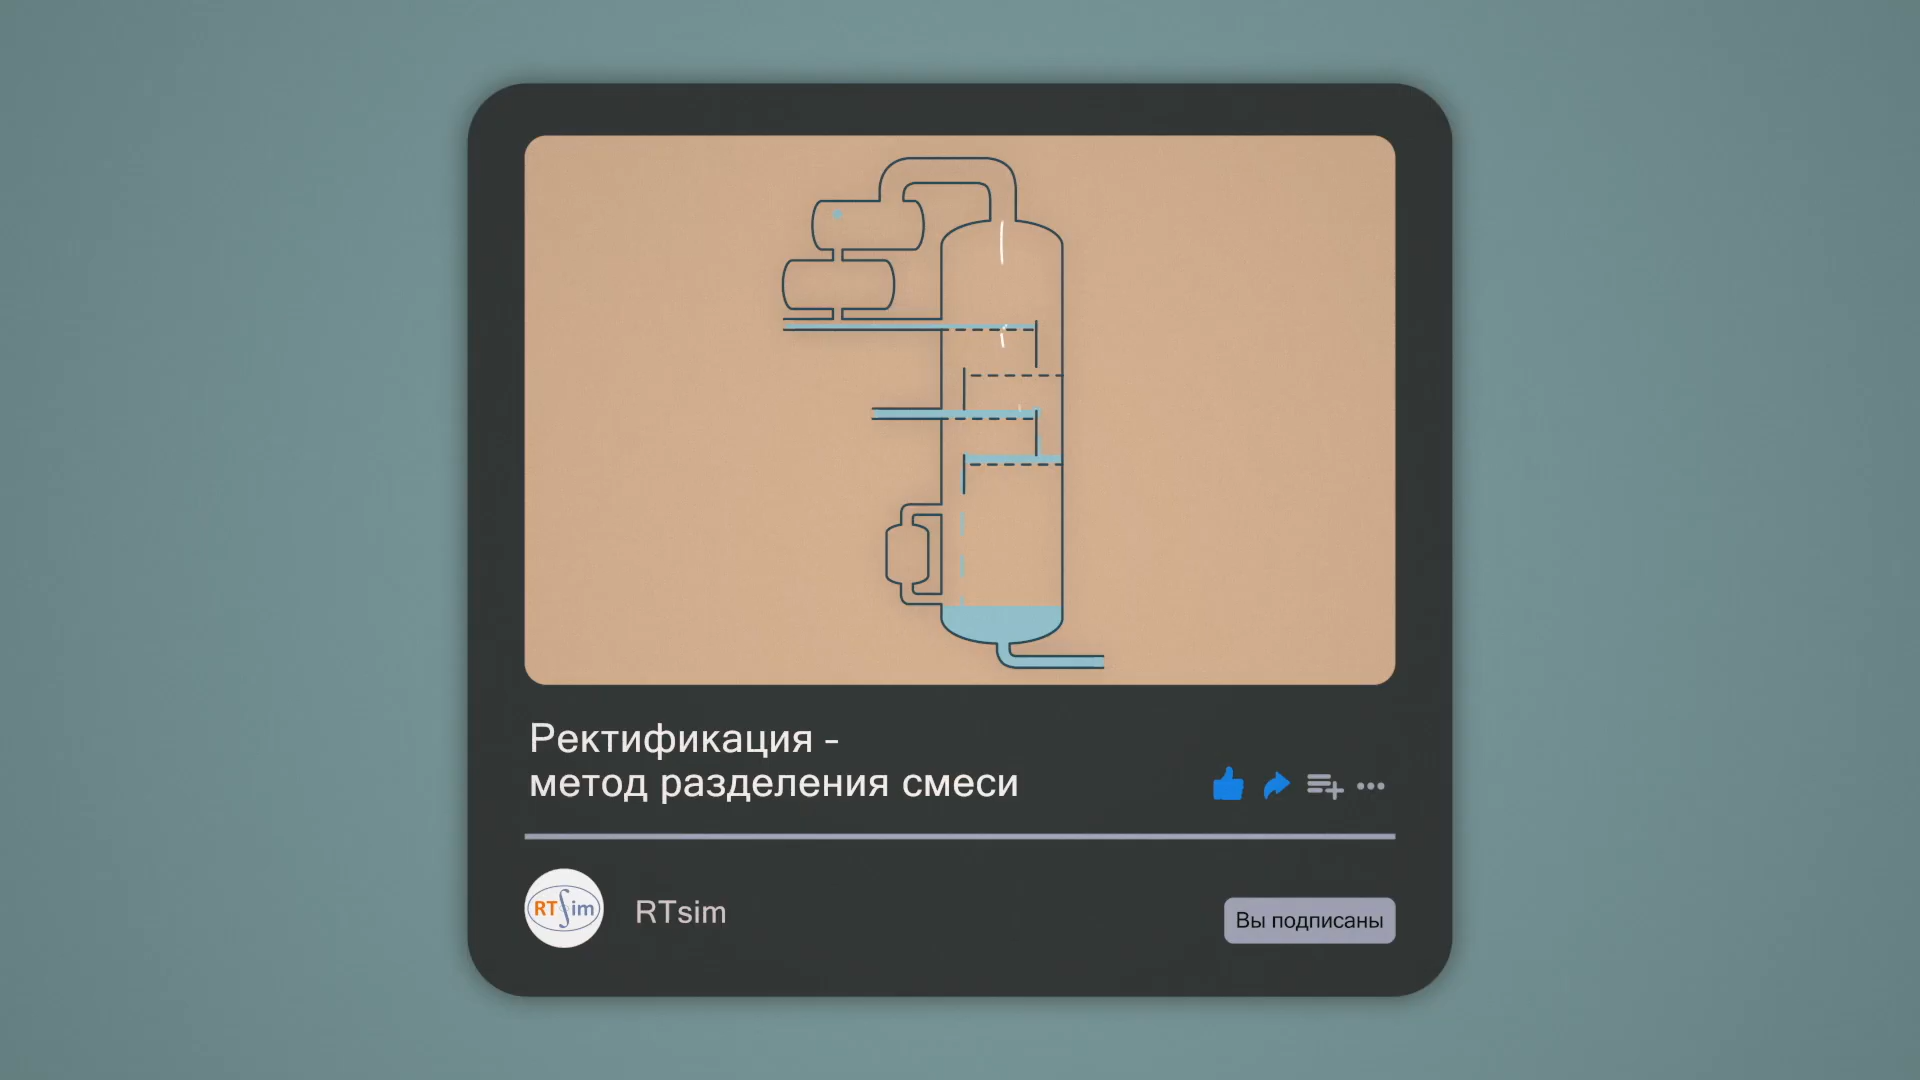 Ректификация -
метод разделения смеси
RTsim
RTsim
Вы подписаны